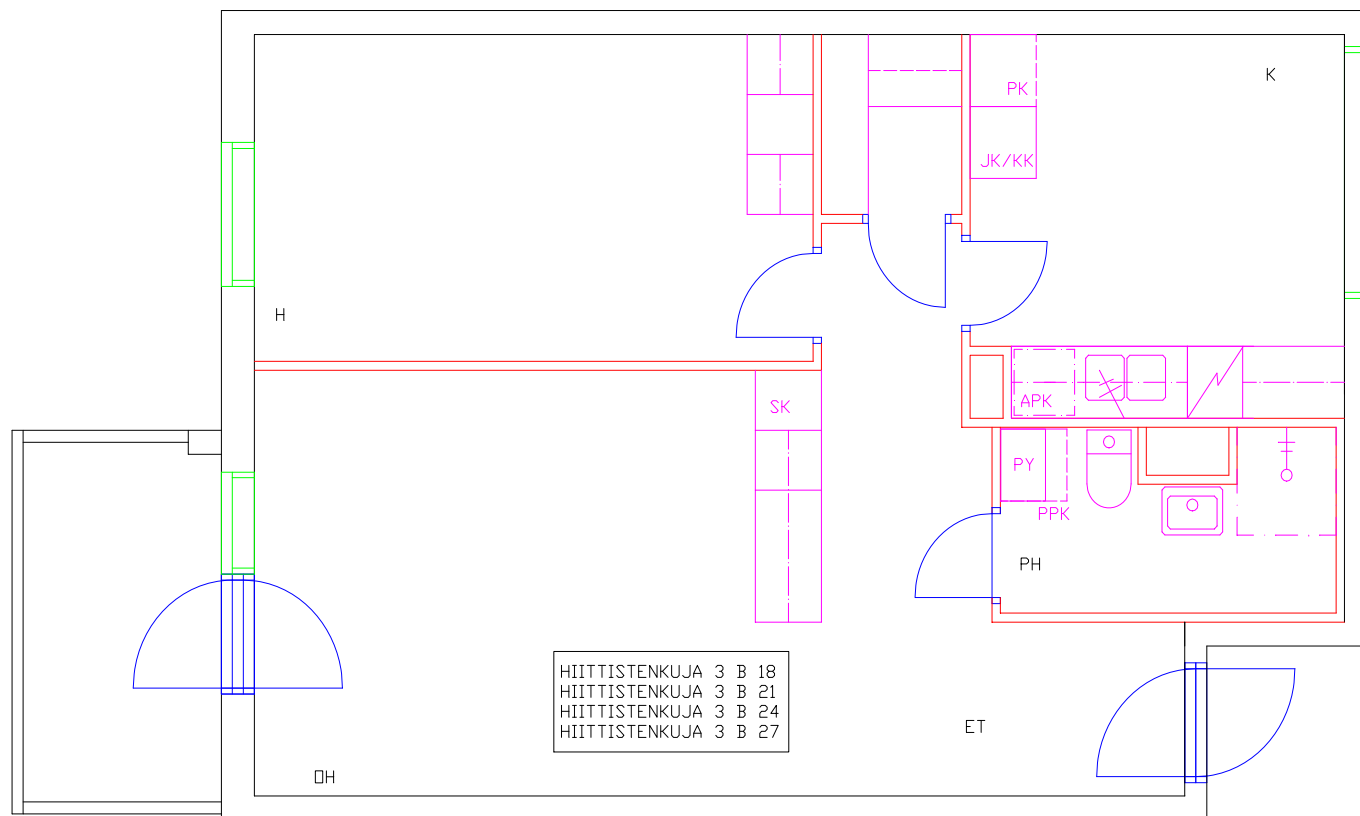 K
PK
JK/KK
H
SK
APK
PY
PPK
PH
HIITTISTENKUJA 3 B 18
HIITTISTENKUJA 3 B 21
HIITTISTENKUJA 3 B 24
HIITTISTENKUJA 3 B 27
ET
OH